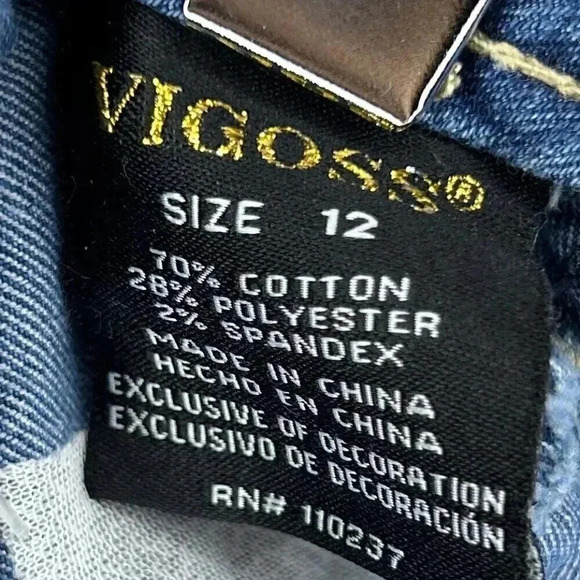 VIGOSS®
SIZE 12
70% COTTON
28% POLYESTER
2% SPANDEX
MADE IN CHINA
HECHO EN CHINA
EXCLUSIVE OF DECORATION
EXCLUSIVO DE DECORACIÓN
RN# 110237